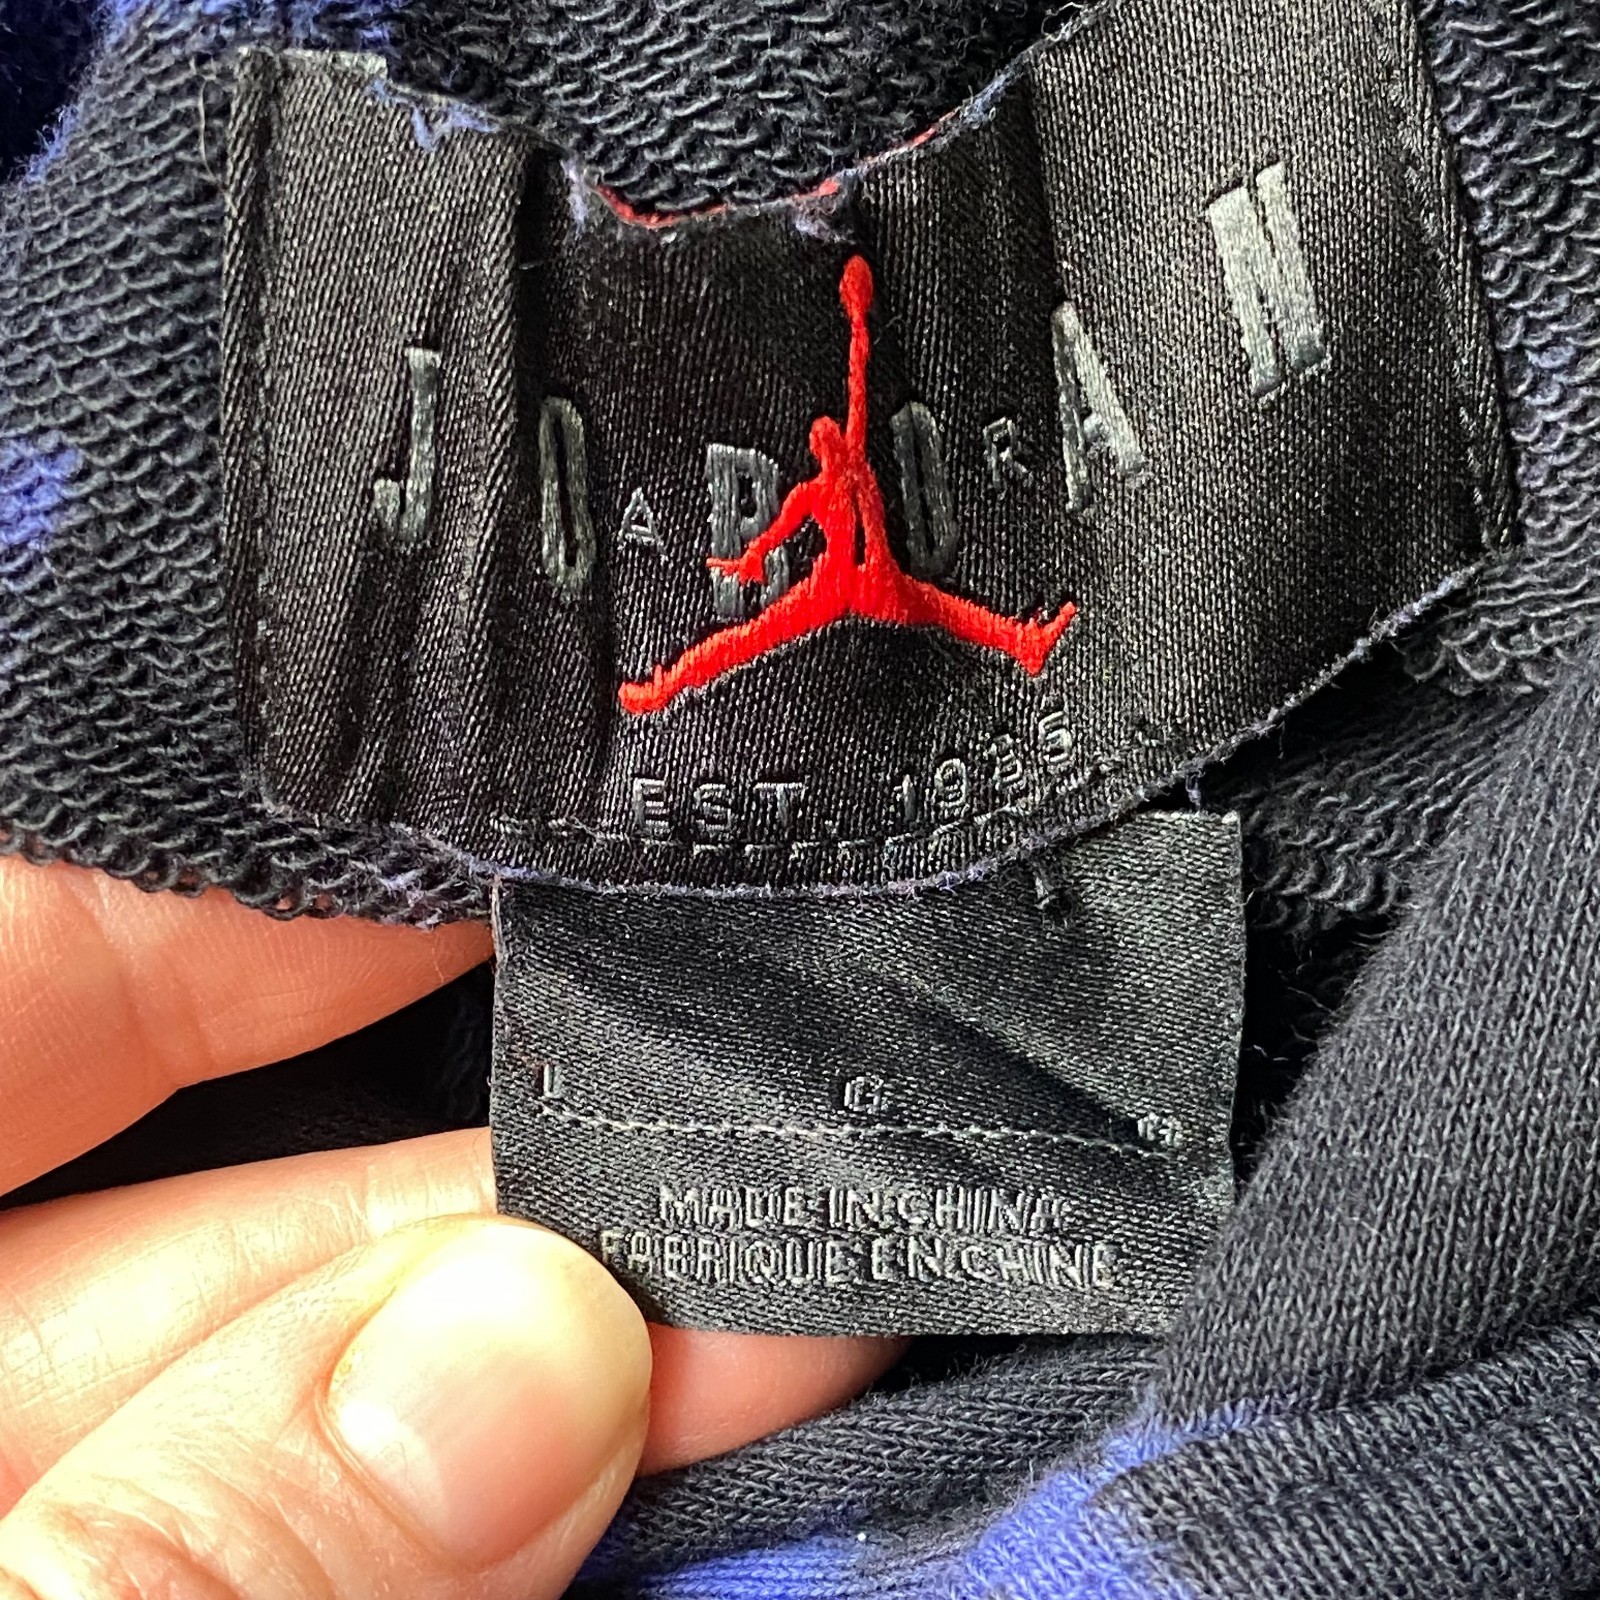 JORDAN
EST. 1985
L G G
MADE IN CHINA
FABRIQUE EN CHINE